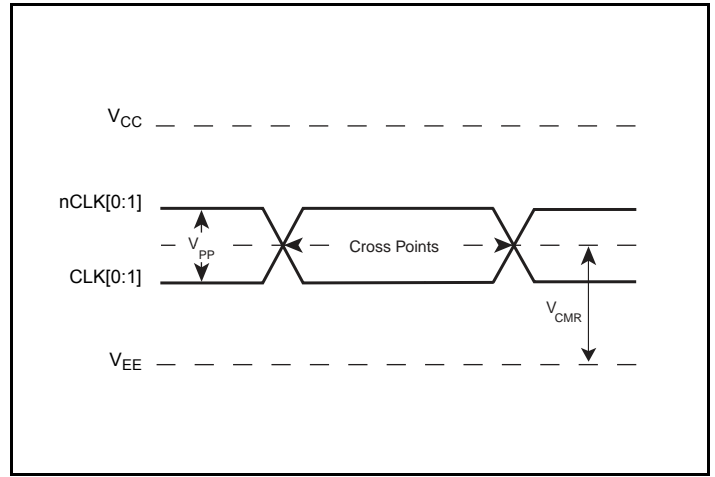 VCC
nCLK[0:1]
VPP
Cross Points
CLK[0:1]
VCMR
VEE